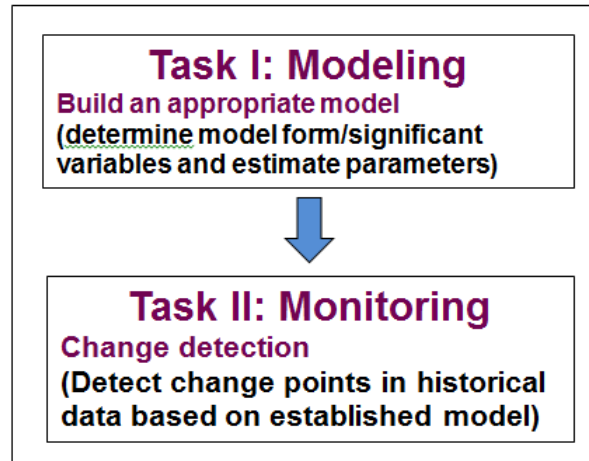 Task I: Modeling
Build an appropriate model
(determine model form/significant
variables and estimate parameters)
Task II: Monitoring
Change detection
(Detect change points in historical
data based on established model)